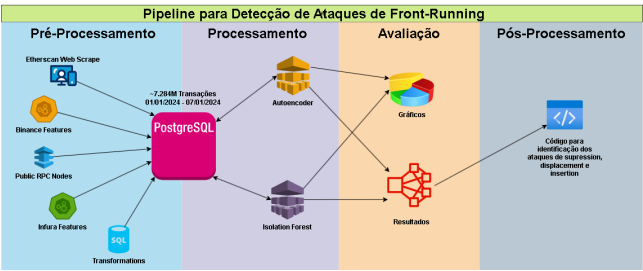 Pipeline para Detecção de Ataques de Front-Running
Pré-Processamento
Processamento
Avaliação
Pós-Processamento
Etherscan Web Scrape
~7.284M Transações
01/01/2024 - 07/01/2024
PostgreSQL
Binance Features
Public RPC Nodes
Infura Features
SQL
Transformations
Autoencoder
Isolation Forest
Gráficos
Resultados
Código para
identificação dos
ataques de supression,
displacement e
insertion